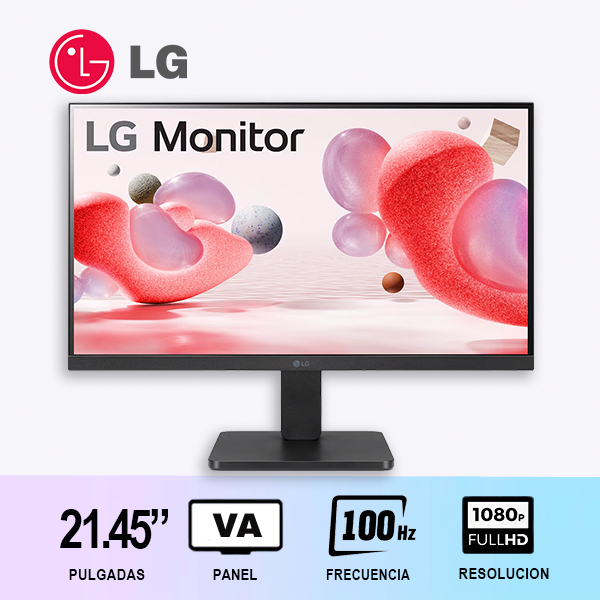 LG
LG Monitor
LG
21.45”
PULGADAS
VA
PANEL
100Hz
FRECUENCIA
1080P
FULLHD
RESOLUCION